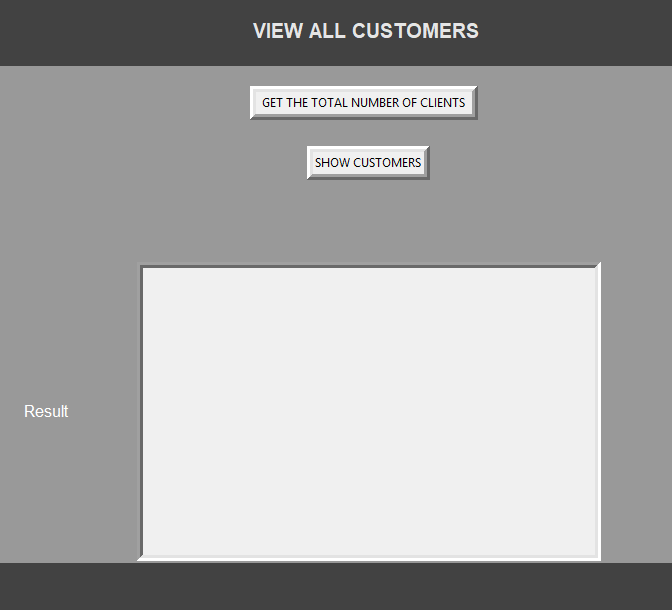 VIEW ALL CUSTOMERS
GET THE TOTAL NUMBER OF CLIENTS
SHOW CUSTOMERS
Result